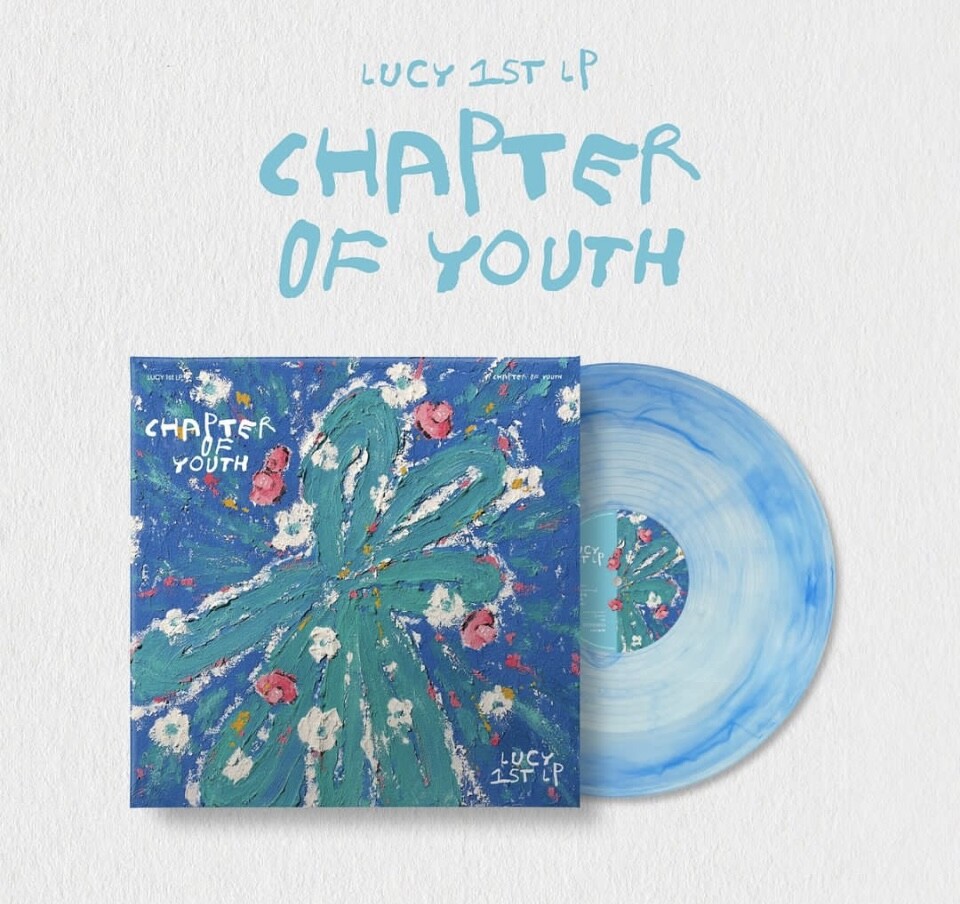 LUCY 1ST LP
CHAPTER
OF YOUTH
LUCY 1ST LP
CHAPTER OF YOUTH
CHAPTER
OF
YOUTH
LUCY
1ST LP